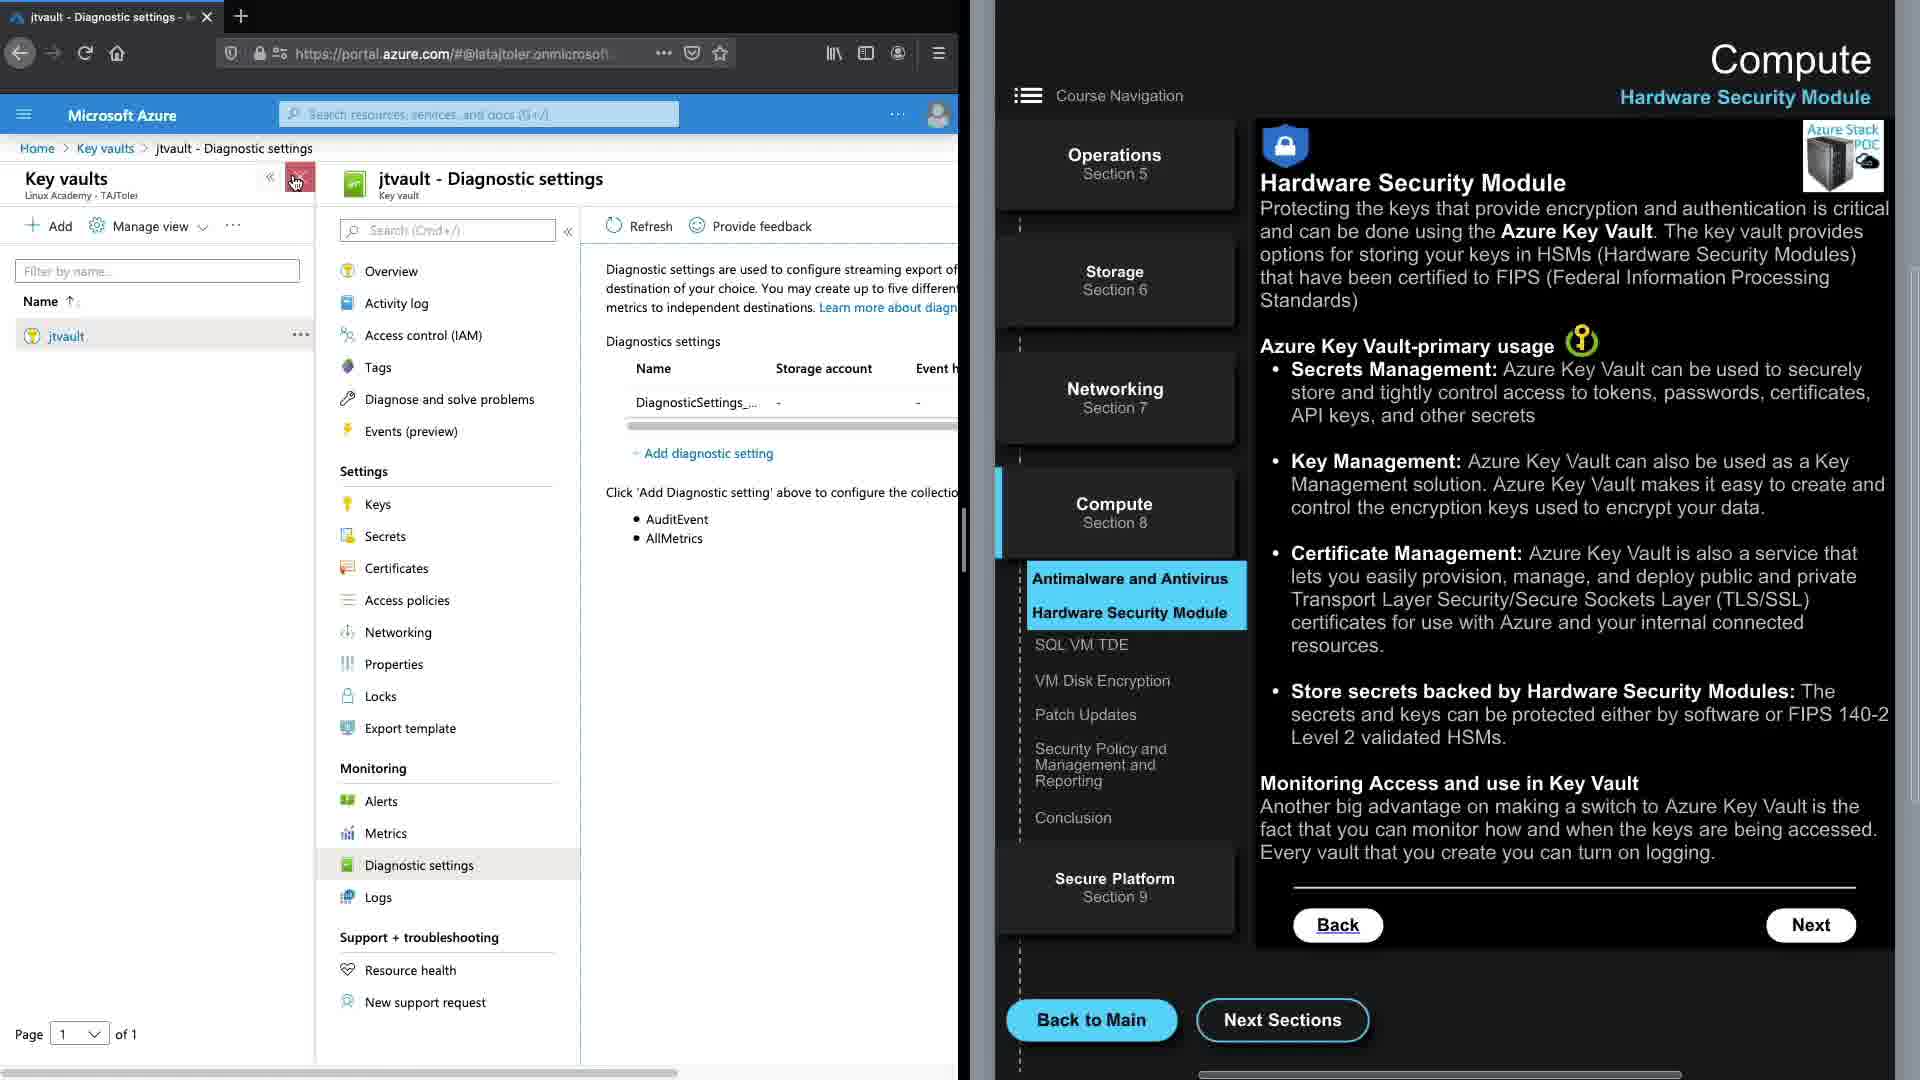 jtvault - Diagnostic settings -
https://portal.azure.com/#@latajtoler.onmicrosoft
Microsoft Azure
Search resources, services, and docs (G+/)
Home > Key vaults > jtvault - Diagnostic settings
Key vaults
Linux Academy - TAJToler
Add
Manage view
Filter by name...
Name ↑
jtvault
Page 1 of 1
jtvault - Diagnostic settings
Key vault
Search (Cmd+/)
Overview
Activity log
Access control (IAM)
Tags
Diagnose and solve problems
Events (preview)
Settings
Keys
Secrets
Certificates
Access policies
Networking
Properties
Locks
Export template
Monitoring
Alerts
Metrics
Diagnostic settings
Logs
Support + troubleshooting
Resource health
New support request
Refresh
Provide feedback
Diagnostic settings are used to configure streaming export of
destination of your choice. You may create up to five different
metrics to independent destinations. Learn more about diagn
Diagnostics settings
Name Storage account Event h
DiagnosticSettings_... - -
+ Add diagnostic setting
Click 'Add Diagnostic setting' above to configure the collectio
• AuditEvent
• AllMetrics
Compute
Hardware Security Module
Course Navigation
Operations
Section 5
Storage
Section 6
Networking
Section 7
Compute
Section 8
Antimalware and Antivirus
Hardware Security Module
SQL VM TDE
VM Disk Encryption
Patch Updates
Security Policy and
Management and
Reporting
Conclusion
Secure Platform
Section 9
Back to Main
Next Sections
Azure Stack
POC
Hardware Security Module
Protecting the keys that provide encryption and authentication is critical
and can be done using the Azure Key Vault. The key vault provides
options for storing your keys in HSMs (Hardware Security Modules)
that have been certified to FIPS (Federal Information Processing
Standards)
Azure Key Vault-primary usage
• Secrets Management: Azure Key Vault can be used to securely
store and tightly control access to tokens, passwords, certificates,
API keys, and other secrets
• Key Management: Azure Key Vault can also be used as a Key
Management solution. Azure Key Vault makes it easy to create and
control the encryption keys used to encrypt your data.
• Certificate Management: Azure Key Vault is also a service that
lets you easily provision, manage, and deploy public and private
Transport Layer Security/Secure Sockets Layer (TLS/SSL)
certificates for use with Azure and your internal connected
resources.
• Store secrets backed by Hardware Security Modules: The
secrets and keys can be protected either by software or FIPS 140-2
Level 2 validated HSMs.
Monitoring Access and use in Key Vault
Another big advantage on making a switch to Azure Key Vault is the
fact that you can monitor how and when the keys are being accessed.
Every vault that you create you can turn on logging.
Back
Next